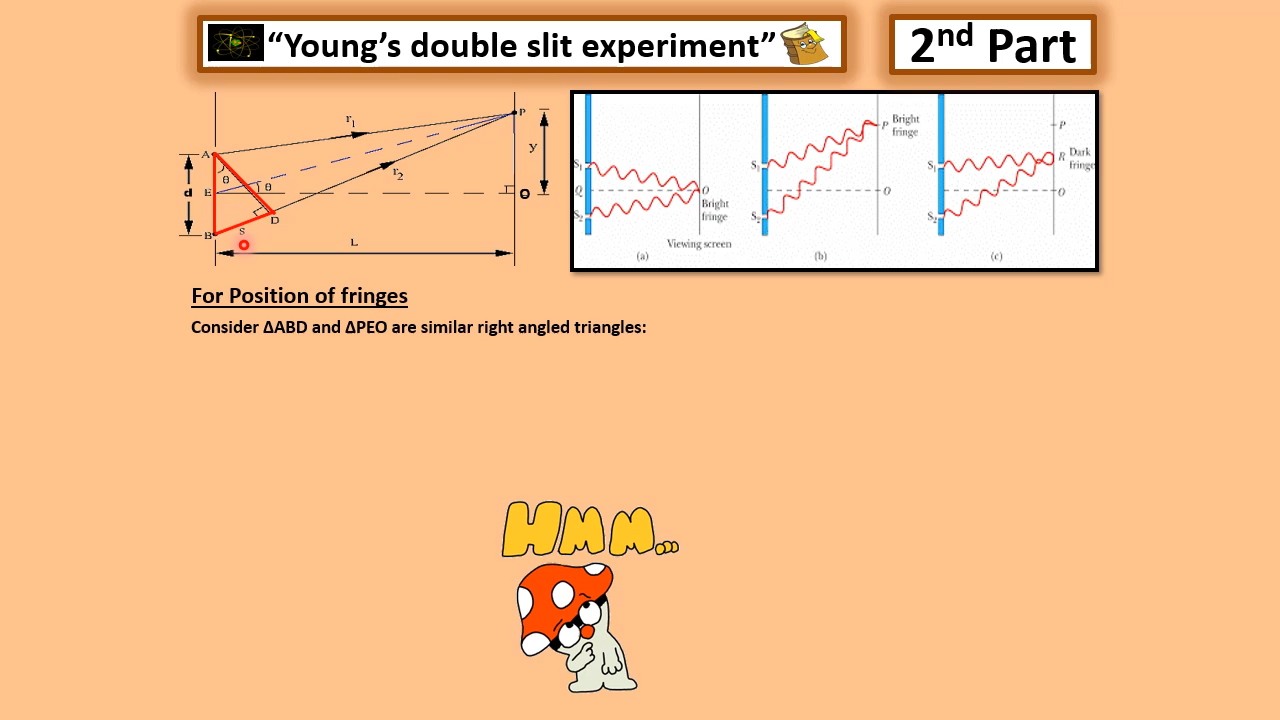 “Young’s double slit experiment”
2nd Part
A
E
B
d
θ
θ
S
D
r1
r2
P
y
O
L
S1
Q
S2
O
Bright
fringe
Viewing screen
(a)
S1
S2
P
Bright
fringe
O
(b)
S1
S2
P
R
Dark
fringe
O
(c)
For Position of fringes
Consider ΔABD and ΔPEO are similar right angled triangles:
HMM...